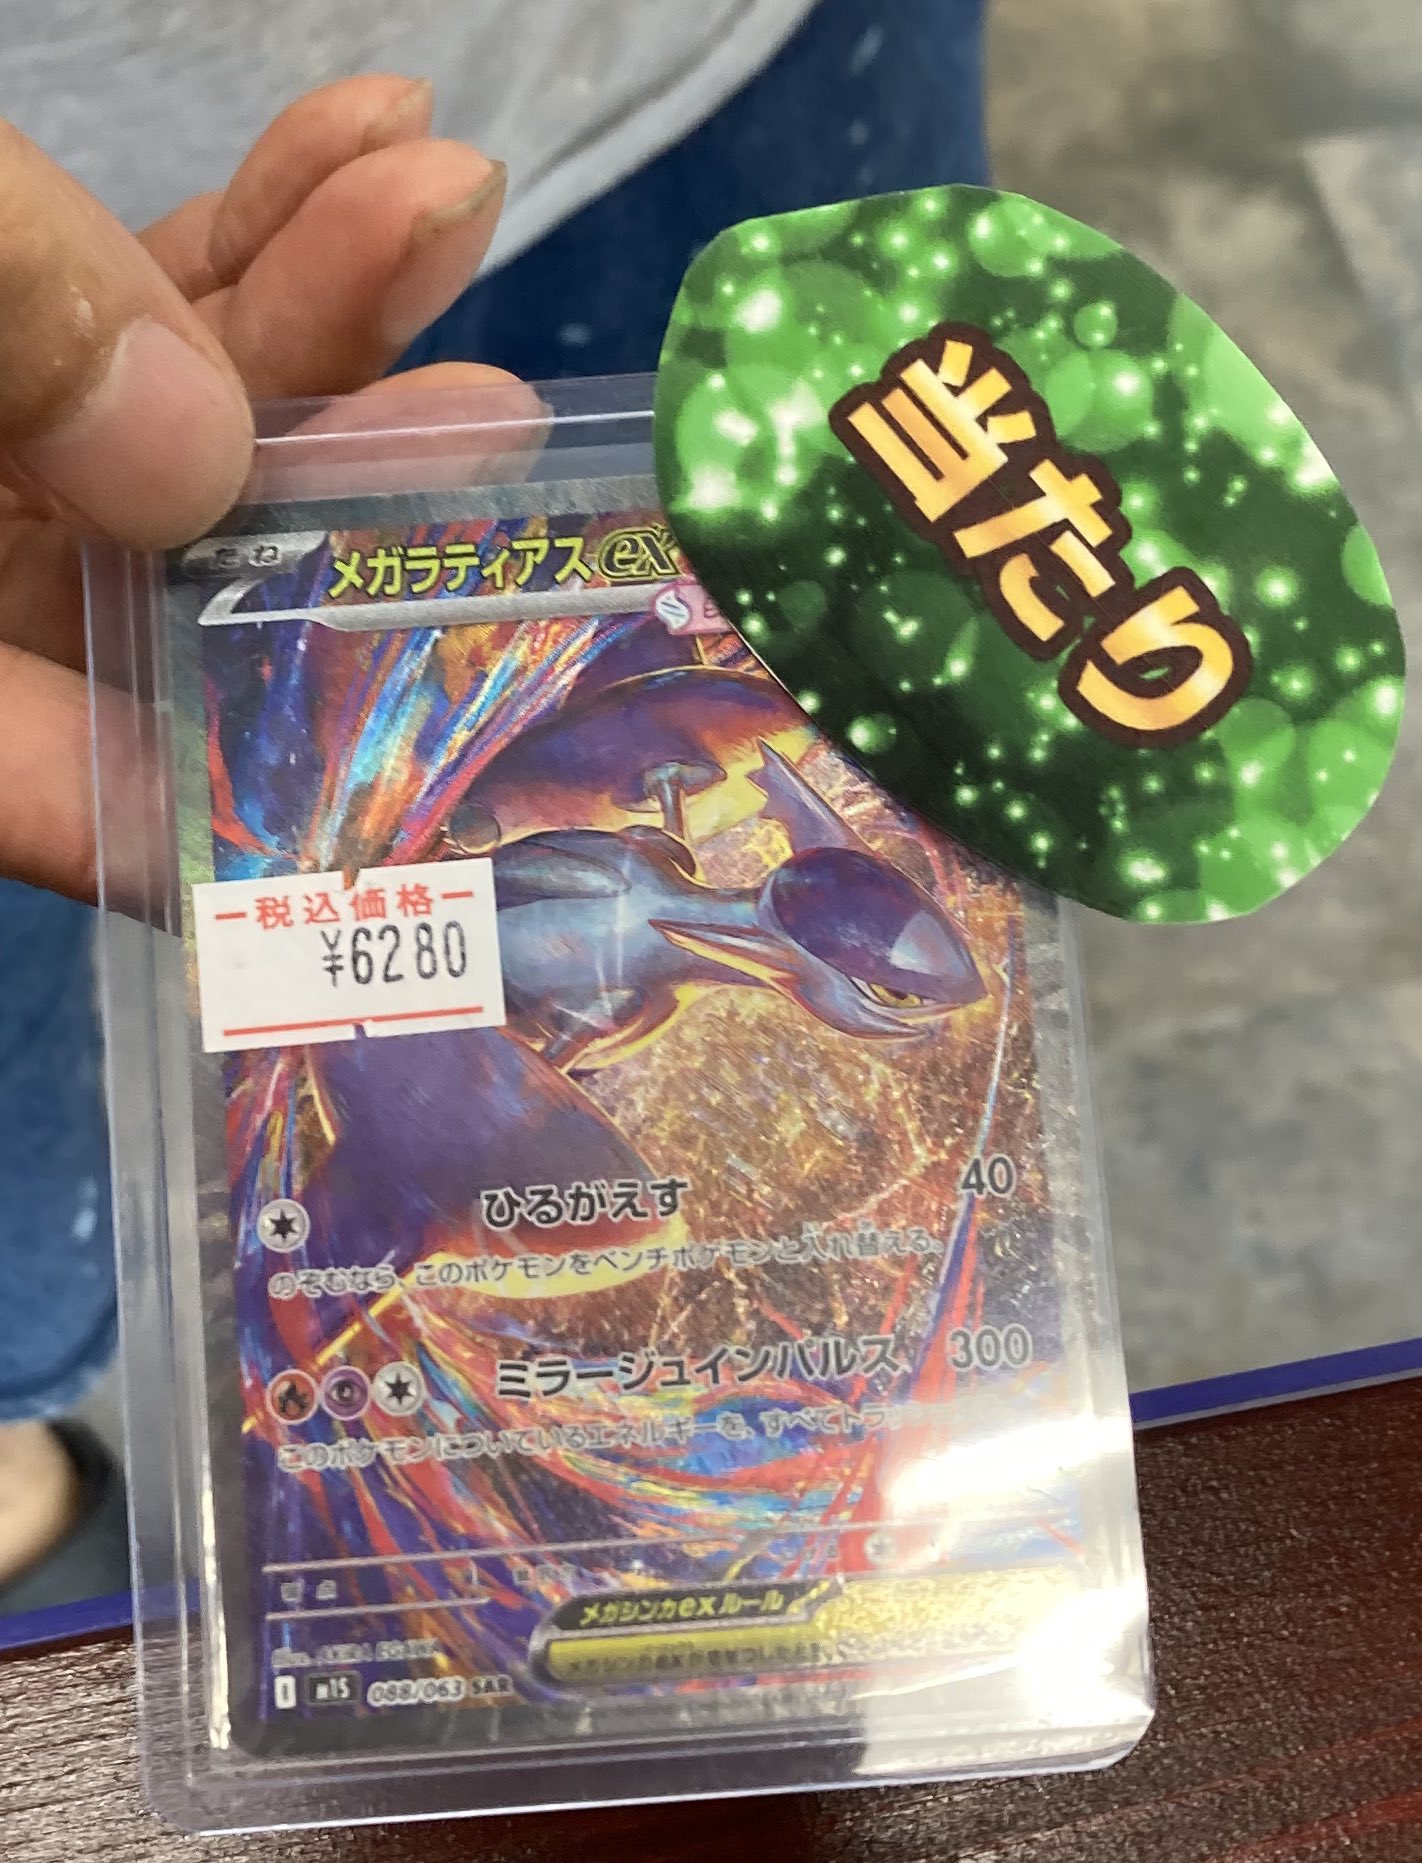 当たり
たね
メガラティアスex
税込価格
¥6280
ひるがえす 40
のぞむなら、このポケモンをベンチポケモンと入れ替える。
ミラージュインパルス 300
このポケモンについているエネルギーを、すべてトラッ
メガシンカexルール
I m1S 088/063 SAR